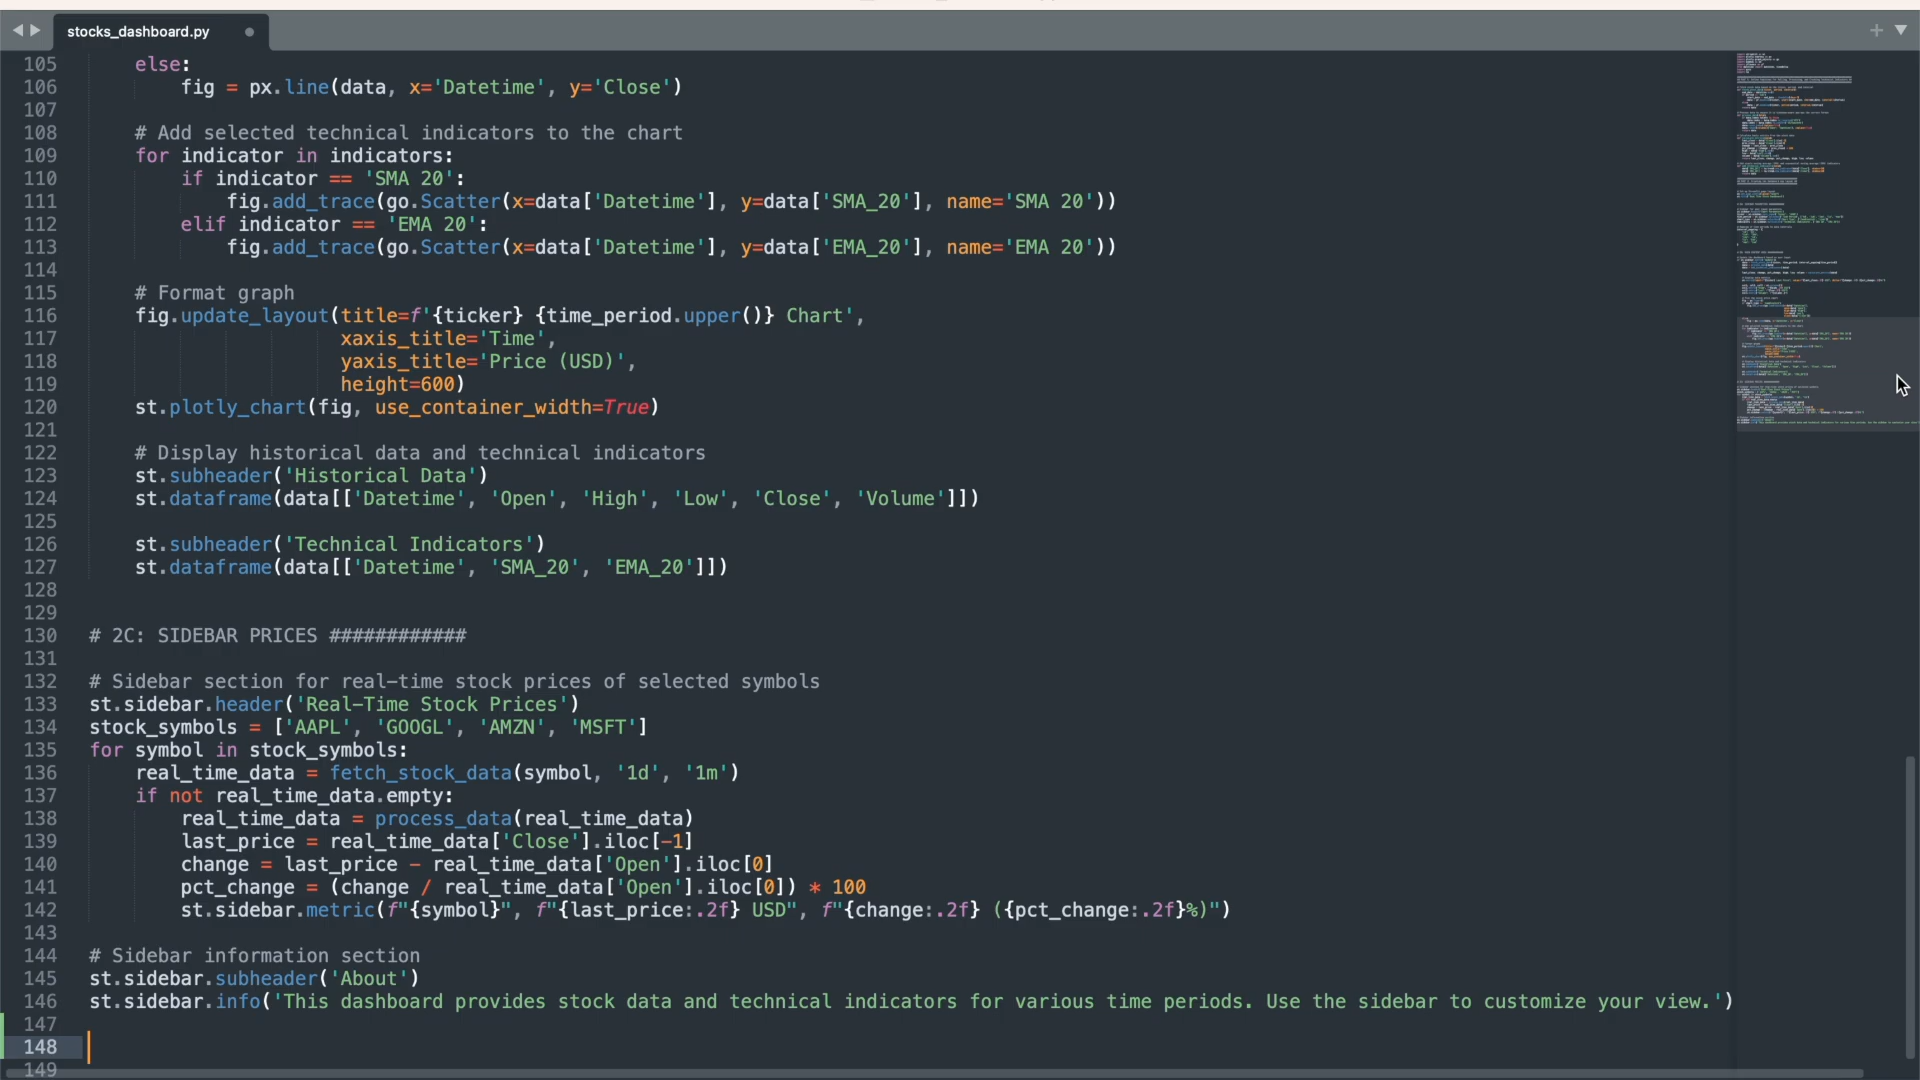 stocks_dashboard.py
105 else:
106 fig = px.line(data, x='Datetime', y='Close')
107
108 # Add selected technical indicators to the chart
109 for indicator in indicators:
110 if indicator == 'SMA 20':
111 fig.add_trace(go.Scatter(x=data['Datetime'], y=data['SMA_20'], name='SMA 20'))
112 elif indicator == 'EMA 20':
113 fig.add_trace(go.Scatter(x=data['Datetime'], y=data['EMA_20'], name='EMA 20'))
114
115 # Format graph
116 fig.update_layout(title=f'{ticker} {time_period.upper()} Chart',
117 xaxis_title='Time',
118 yaxis_title='Price (USD)',
119 height=600)
120 st.plotly_chart(fig, use_container_width=True)
121
122 # Display historical data and technical indicators
123 st.subheader('Historical Data')
124 st.dataframe(data[['Datetime', 'Open', 'High', 'Low', 'Close', 'Volume']])
125
126 st.subheader('Technical Indicators')
127 st.dataframe(data[['Datetime', 'SMA_20', 'EMA_20']])
128
129
130 # 2C: SIDEBAR PRICES ############
131
132 # Sidebar section for real-time stock prices of selected symbols
133 st.sidebar.header('Real-Time Stock Prices')
134 stock_symbols = ['AAPL', 'GOOGL', 'AMZN', 'MSFT']
135 for symbol in stock_symbols:
136 real_time_data = fetch_stock_data(symbol, '1d', '1m')
137 if not real_time_data.empty:
138 real_time_data = process_data(real_time_data)
139 last_price = real_time_data['Close'].iloc[-1]
140 change = last_price - real_time_data['Open'].iloc[0]
141 pct_change = (change / real_time_data['Open'].iloc[0]) * 100
142 st.sidebar.metric(f"{symbol}", f"{last_price:.2f} USD", f"{change:.2f} ({pct_change:.2f}%)")
143
144 # Sidebar information section
145 st.sidebar.subheader('About')
146 st.sidebar.info('This dashboard provides stock data and technical indicators for various time periods. Use the sidebar to customize your view.')
147
148
149